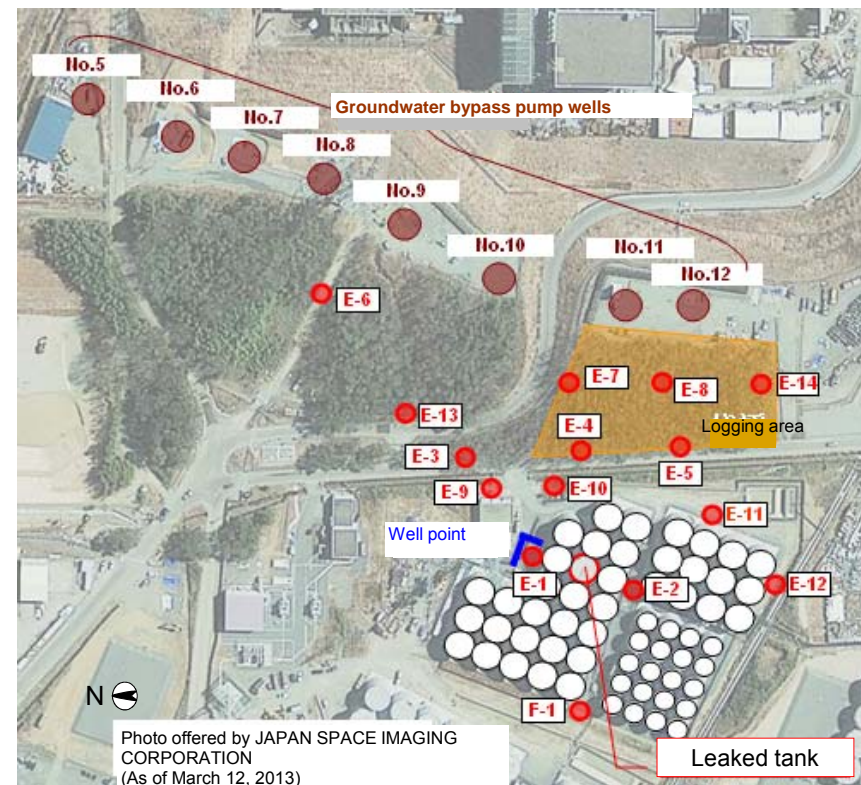 No.5
No.6
No.7
Groundwater bypass pump wells
No.8
No.9
No.10
No.11
No.12
E-6
E-7
E-8
E-14
E-13
Logging area
E-4
E-3
E-5
E-9
E-10
E-11
Well point
E-1
E-2
E-12
N
F-1
Photo offered by JAPAN SPACE IMAGING
CORPORATION
(As of March 12, 2013)
Leaked tank